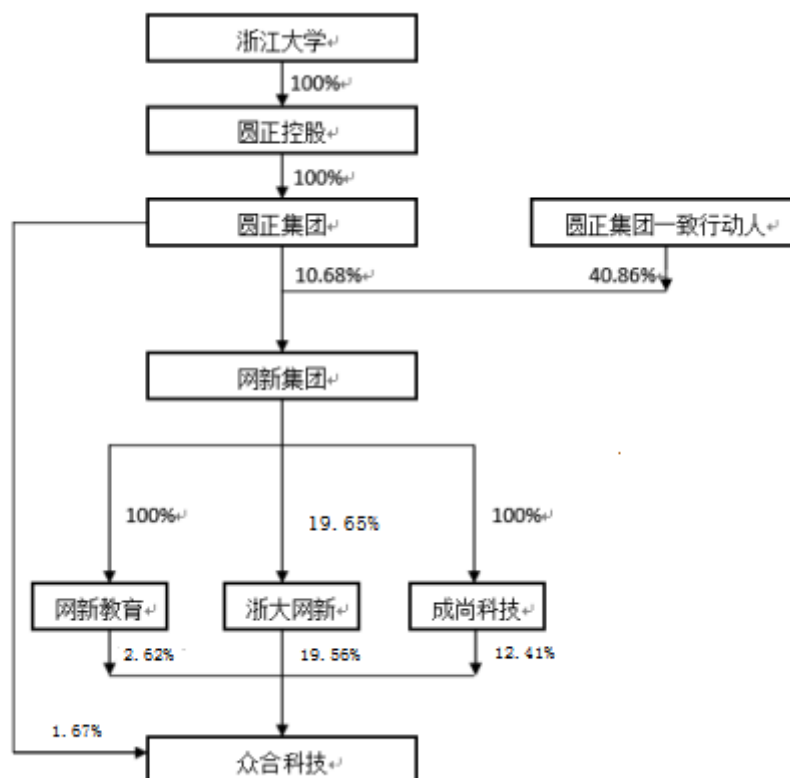 浙江大学
100%
圆正控股
100%
圆正集团
圆正集团一致行动人
10.68%
40.86%
网新集团
100%
19.65%
100%
网新教育
浙大网新
成尚科技
2.62%
19.56%
12.41%
1.67%
众合科技